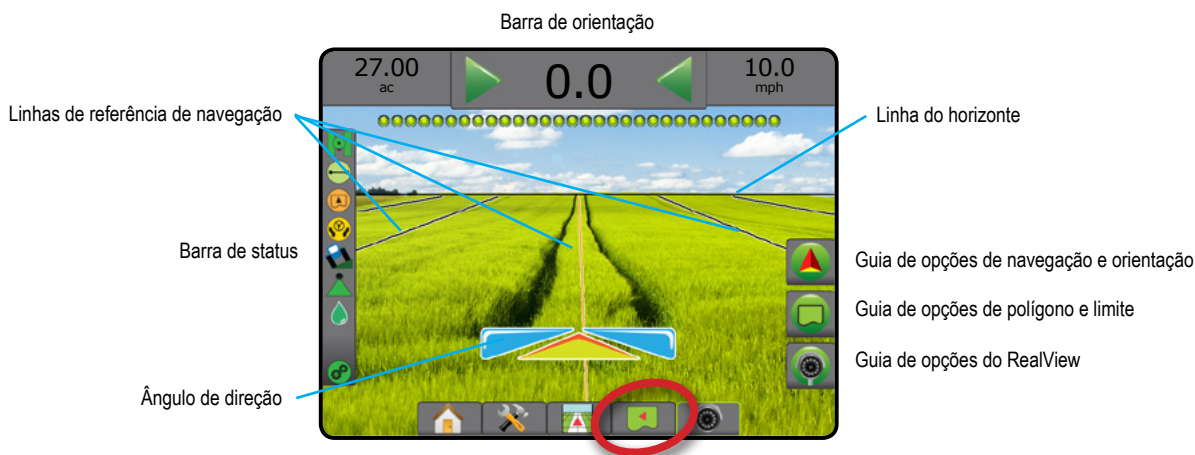 Barra de orientação
27.00
ac
0.0
10.0
mph
Linhas de referência de navegação
Linha do horizonte
Barra de status
Guia de opções de navegação e orientação
Guia de opções de polígono e limite
Guia de opções do RealView
Ângulo de direção